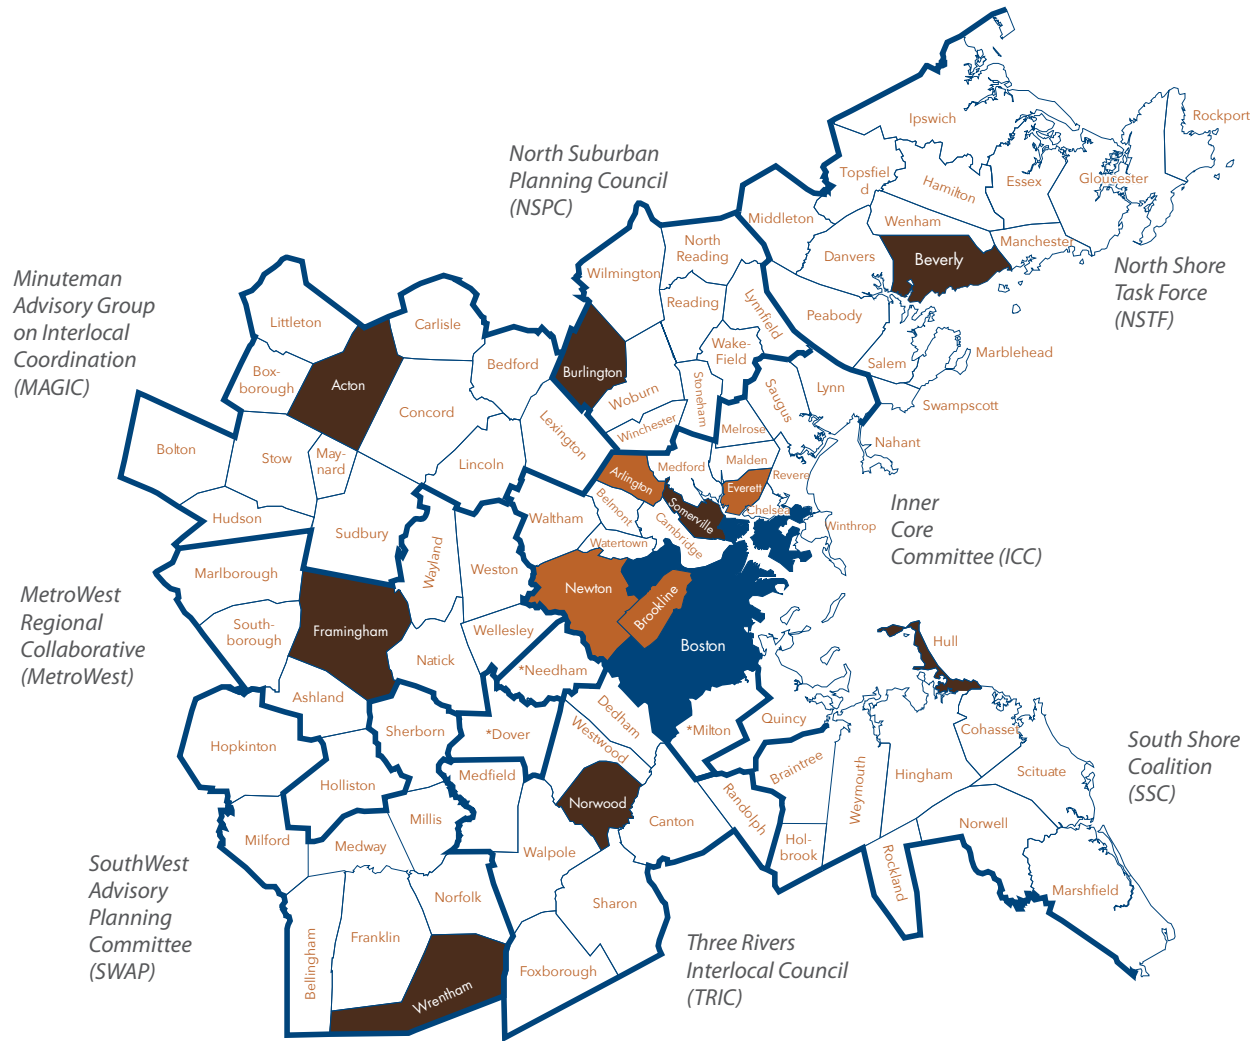 Ipswich
Rockport
North Suburban
Planning Council
(NSPC)
Topsfiel
d
Hamilton
Essex
Gloucester
Middleton
Wenham
Manchester
North
Reading
Danvers
Beverly
Wilmington
North Shore
Task Force
(NSTF)
Minuteman
Advisory Group
on Interlocal
Coordination
(MAGIC)
Reading
Lynnfield
Peabody
Littleton
Carlisle
Wake-
Field
Marblehead
Salem
Bedford
Box-
borough
Acton
Burlington
Woburn
Stoneham
Saugus
Lynn
Swampscott
Concord
Lexington
Winchester
Melrose
Nahant
Bolton
Stow
May-
nard
Lincoln
Arlington
Medford
Malden
Revere
Everett
Chelsea
Somerville
Inner
Core
Committee (ICC)
Hudson
Sudbury
Waltham
Belmont
Cambridge
Winthrop
Watertown
Wayland
Weston
Marlborough
Newton
Brookline
MetroWest
Regional
Collaborative
(MetroWest)
South-
borough
Framingham
Wellesley
Boston
Hull
Natick
*Needham
Ashland
Dedham
Westwood
Quincy
Hopkinton
Sherborn
*Dover
*Milton
Cohasset
South Shore
Coalition
(SSC)
Braintree
Weymouth
Hingham
Scituate
Holliston
Medfield
Norwood
Randolph
Millis
Canton
Norwell
Milford
Medway
Walpole
Hol-
brook
Rockland
SouthWest
Advisory
Planning
Committee
(SWAP)
Norfolk
Sharon
Marshfield
Franklin
Bellingham
Three Rivers
Interlocal Council
(TRIC)
Foxborough
Wrentham